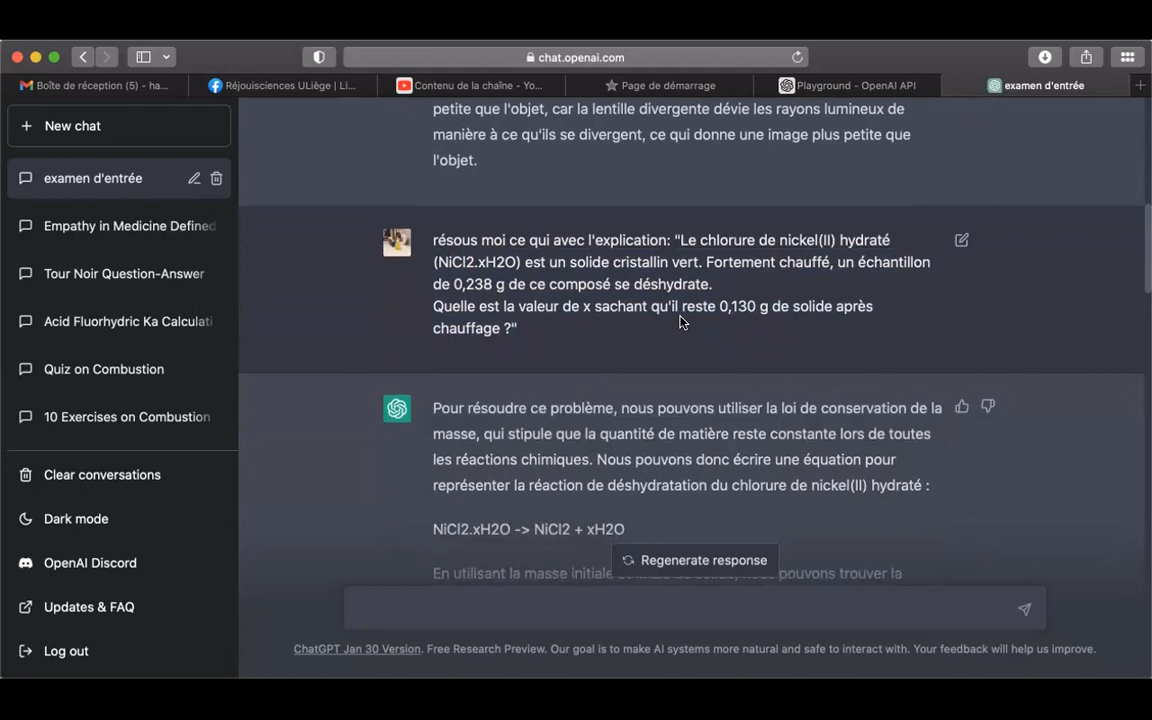 chat.openai.com
Boîte de réception (5) - ha...
Réjouisciences ULiège | Li...
Contenu de la chaîne - Yo...
Page de démarrage
Playground - OpenAI API
examen d'entrée
New chat
examen d'entrée
Empathy in Medicine Defined
Tour Noir Question-Answer
Acid Fluorhydric Ka Calculati
Quiz on Combustion
10 Exercises on Combustion
Clear conversations
Dark mode
OpenAI Discord
Updates & FAQ
Log out
petite que l'objet, car la lentille divergente dévie les rayons lumineux de
manière à ce qu'ils se divergent, ce qui donne une image plus petite que
l'objet.
résous moi ce qui avec l'explication: "Le chlorure de nickel(II) hydraté
(NiCl2.xH2O) est un solide cristallin vert. Fortement chauffé, un échantillon
de 0,238 g de ce composé se déshydrate.
Quelle est la valeur de x sachant qu'il reste 0,130 g de solide après
chauffage ?"
Pour résoudre ce problème, nous pouvons utiliser la loi de conservation de la
masse, qui stipule que la quantité de matière reste constante lors de toutes
les réactions chimiques. Nous pouvons donc écrire une équation pour
représenter la réaction de déshydratation du chlorure de nickel(II) hydraté :
NiCl2.xH2O -> NiCl2 + xH2O
Regenerate response
En utilisant la masse initiale nous pouvons trouver la
ChatGPT Jan 30 Version. Free Research Preview. Our goal is to make AI systems more natural and safe to interact with. Your feedback will help us improve.